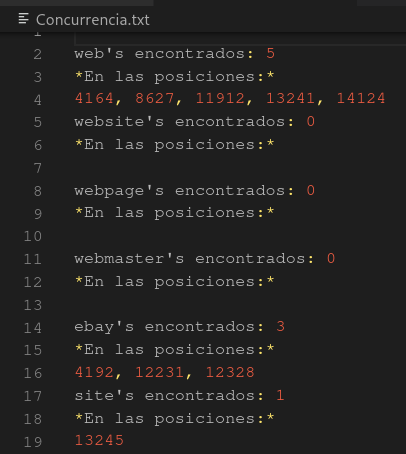 Concurrencia.txt
1
2 web's encontrados: 5
3 *En las posiciones:*
4 4164, 8627, 11912, 13241, 14124
5 website's encontrados: 0
6 *En las posiciones:*
7
8 webpage's encontrados: 0
9 *En las posiciones:*
10
11 webmaster's encontrados: 0
12 *En las posiciones:*
13
14 ebay's encontrados: 3
15 *En las posiciones:*
16 4192, 12231, 12328
17 site's encontrados: 1
18 *En las posiciones:*
19 13245